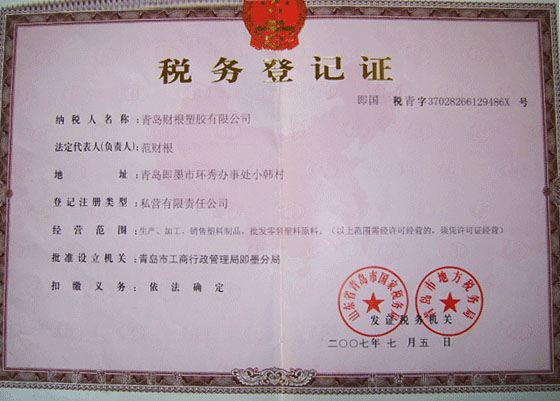 税务登记证
即国 税青字37028266129486X 号
纳税人名称：青岛财根塑胶有限公司
法定代表人(负责人)：范财根
地 址：青岛即墨市环秀办事处小韩村
登记注册类型：私营有限责任公司
经营范围：生产、加工、销售塑料制品，批发零售塑料原料。（以上范围需经许可经营的，须凭许可证经营）
批准设立机关：青岛市工商行政管理局即墨分局
扣缴义务：依法确定
山东省青岛市国家税务局
青岛市地方税务局
发证税务机关
二〇〇七年 七 月 五 日